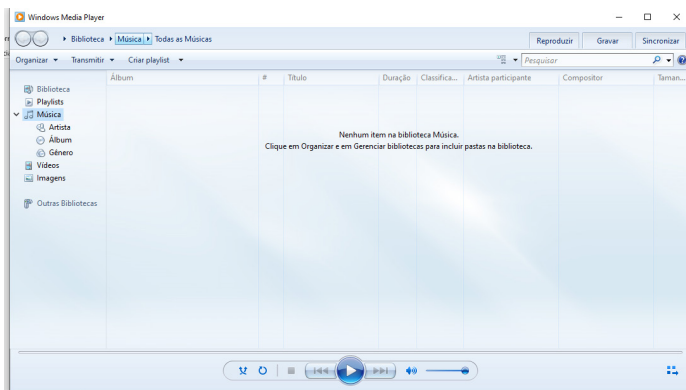 Windows Media Player
Biblioteca Música Todas as Músicas
Reproduzir Gravar Sincronizar
Organizar Transmitir Criar playlist
Pesquisar
Álbum # Título Duração Classifica... Artista participante Compositor Taman...
Biblioteca
Playlists
Música
Artista
Álbum
Gênero
Vídeos
Imagens
Outras Bibliotecas
Nenhum item na biblioteca Música.
Clique em Organizar e em Gerenciar bibliotecas para incluir pastas na biblioteca.